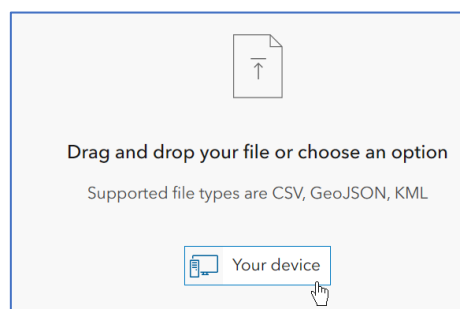 Drag and drop your file or choose an option
Supported file types are CSV, GeoJSON, KML
Your device